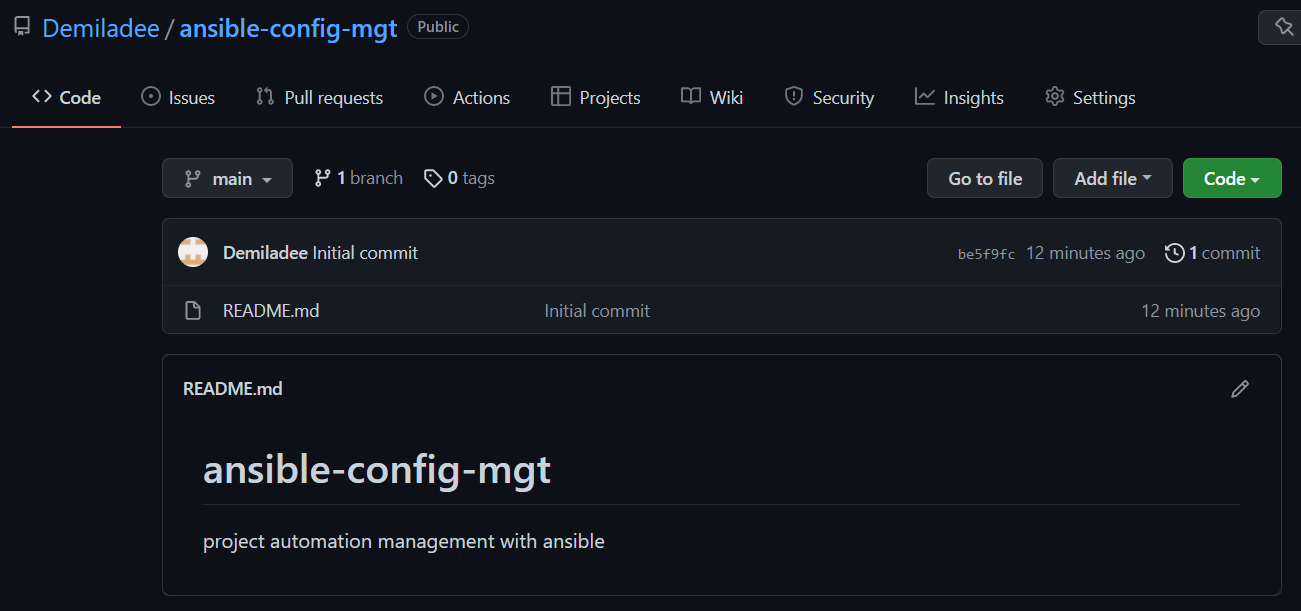 Demiladee / ansible-config-mgt Public
Code Issues Pull requests Actions Projects Wiki Security Insights Settings
main 1 branch 0 tags Go to file Add file Code
Demiladee Initial commit be5f9fc 12 minutes ago 1 commit
README.md Initial commit 12 minutes ago
README.md
ansible-config-mgt
project automation management with ansible